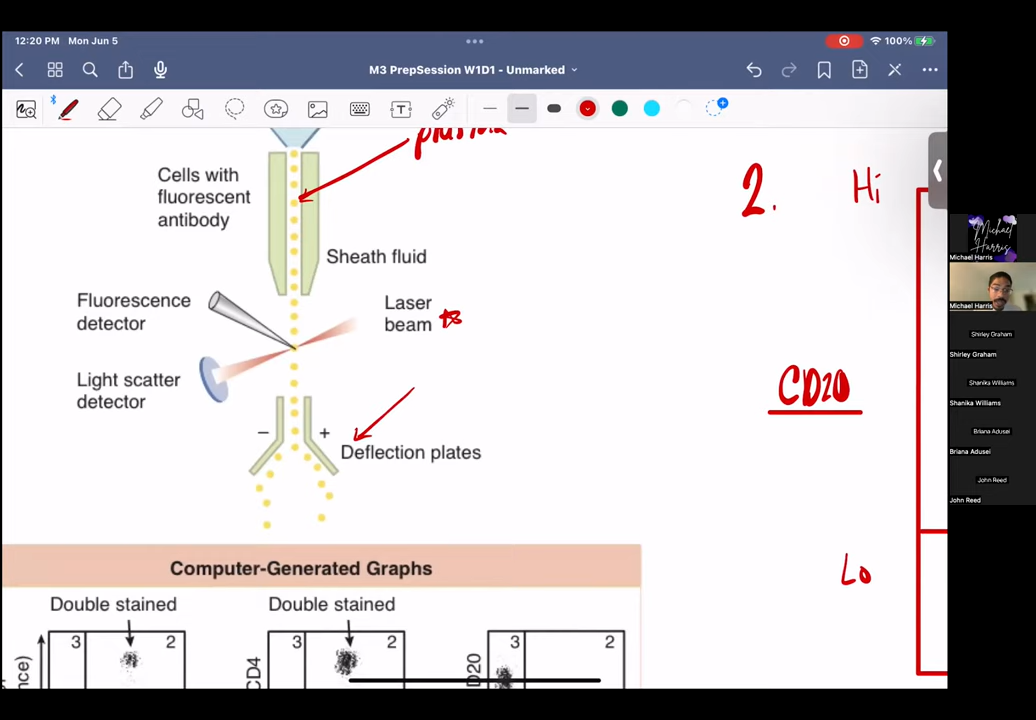 12:20 PM Mon Jun 5
100%
M3 PrepSession W1D1 - Unmarked
Cells with
fluorescent
antibody
Sheath fluid
Fluorescence
detector
Laser
beam
Light scatter
detector
Deflection plates
−
+
2.
Hi
CD20
Lo
Computer-Generated Graphs
Double stained
Double stained
3
2
3
2
3
2
CD4
D20
Michael
Harris
Michael Harris
Michael Harris
Shirley Graham
Shirley Graham
Shanika Williams
Shanika Williams
Briana Adusei
Briana Adusei
John Reed
John Reed